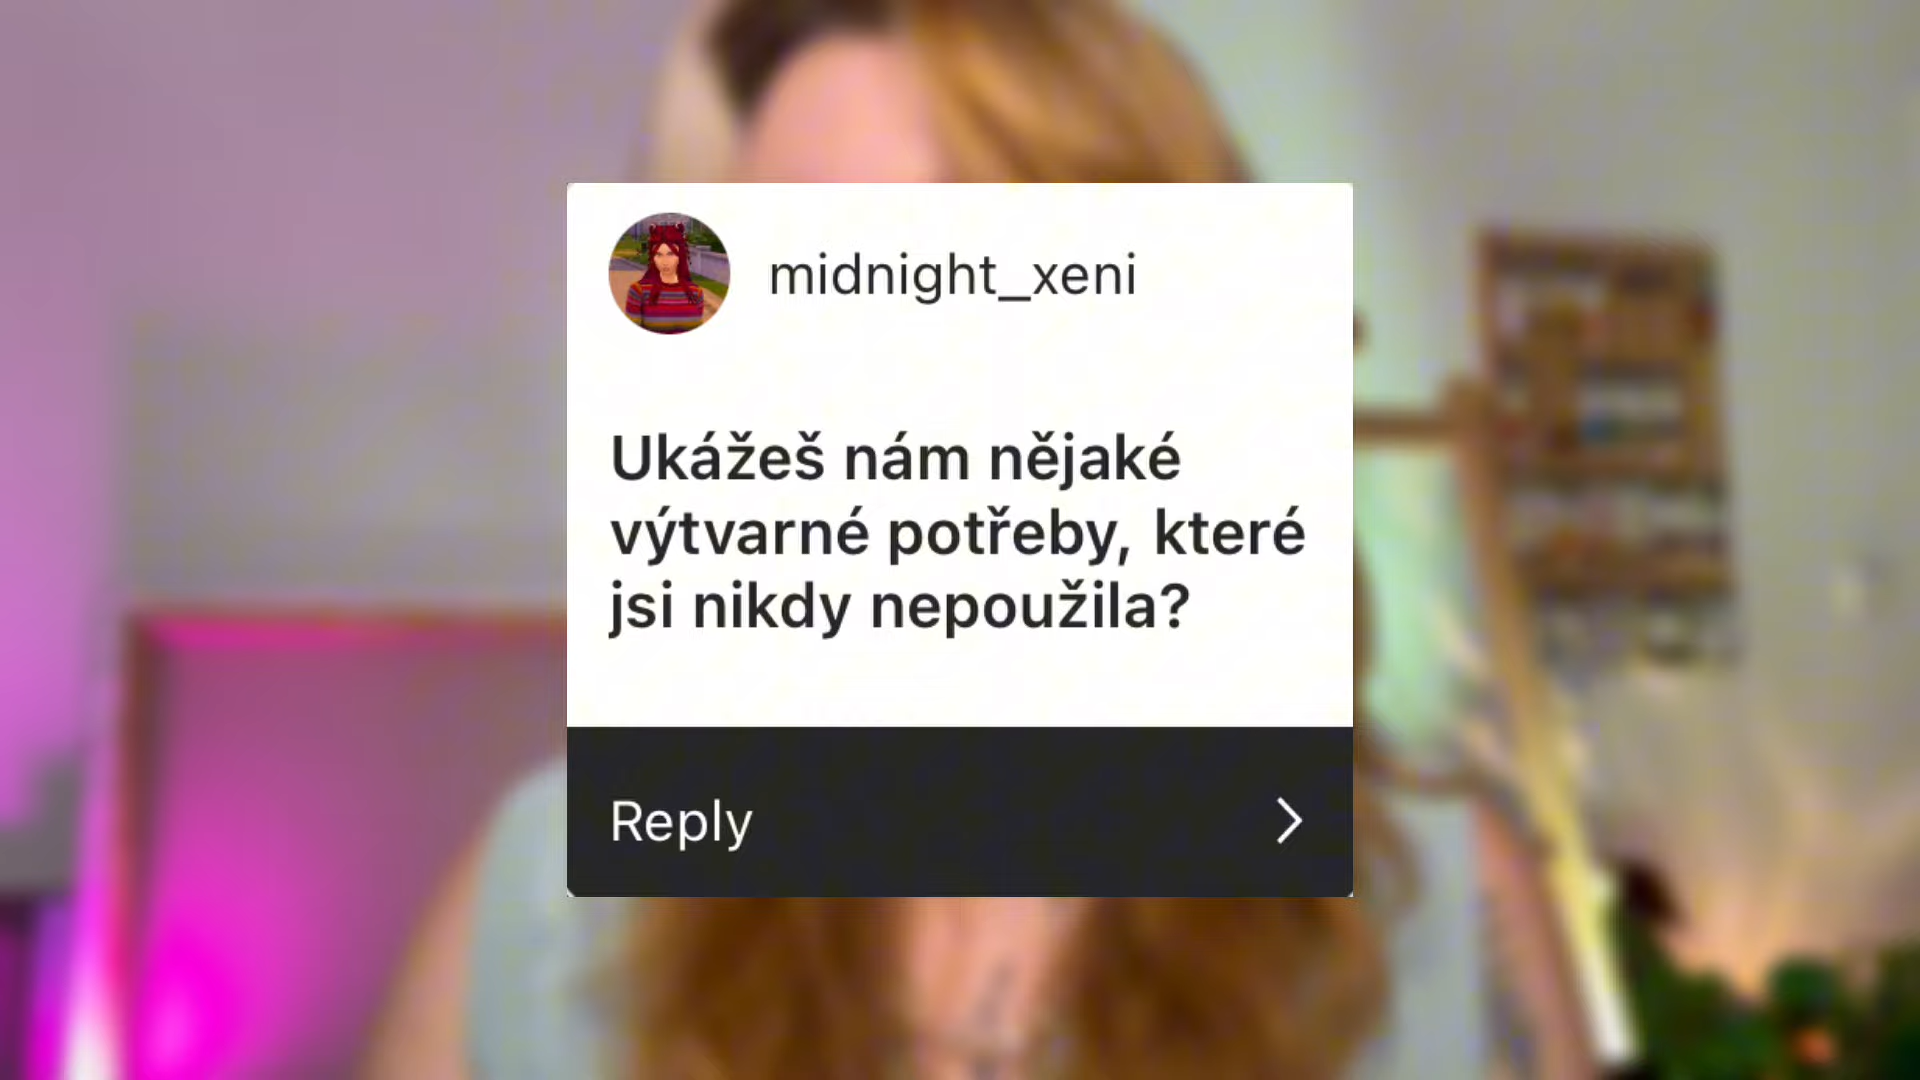 midnight_xeni
Ukážeš nám nějaké
výtvarné potřeby, které
jsi nikdy nepoužila?
Reply